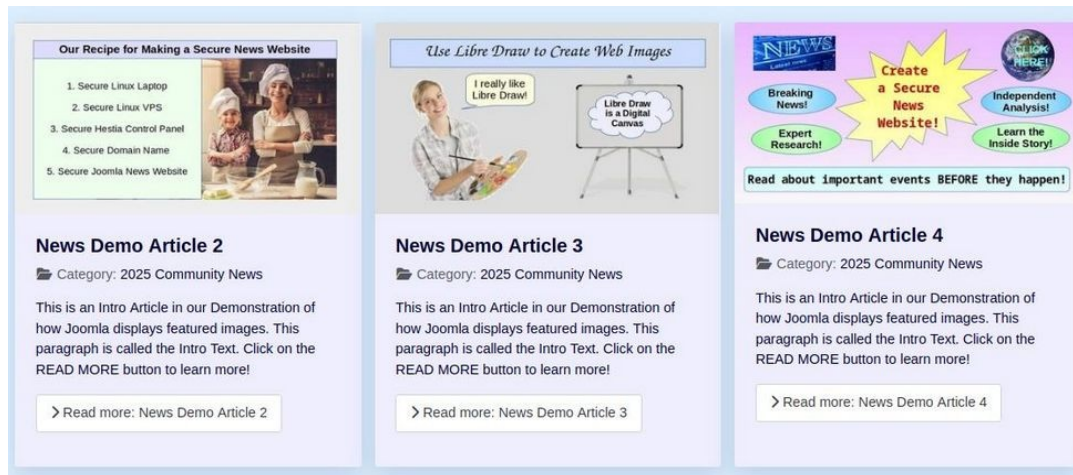 Our Recipe for Making a Secure News Website
1. Secure Linux Laptop
2. Secure Linux VPS
3. Secure Hestia Control Panel
4. Secure Domain Name
5. Secure Joomla News Website
News Demo Article 2
Category: 2025 Community News
This is an Intro Article in our Demonstration of
how Joomla displays featured images. This
paragraph is called the Intro Text. Click on the
READ MORE button to learn more!
Read more: News Demo Article 2
Use Libre Draw to Create Web Images
I really like
Libre Draw!
Libre Draw
is a Digital
Canvas
News Demo Article 3
Category: 2025 Community News
This is an Intro Article in our Demonstration of
how Joomla displays featured images. This
paragraph is called the Intro Text. Click on the
READ MORE button to learn more!
Read more: News Demo Article 3
NEWS
Latest news
Create
a Secure
News
Website!
CLICK
HERE!
Breaking
News!
Independent
Analysis!
Expert
Research!
Learn the
Inside Story!
Read about important events BEFORE they happen!
News Demo Article 4
Category: 2025 Community News
This is an Intro Article in our Demonstration of
how Joomla displays featured images. This
paragraph is called the Intro Text. Click on the
READ MORE button to learn more!
Read more: News Demo Article 4